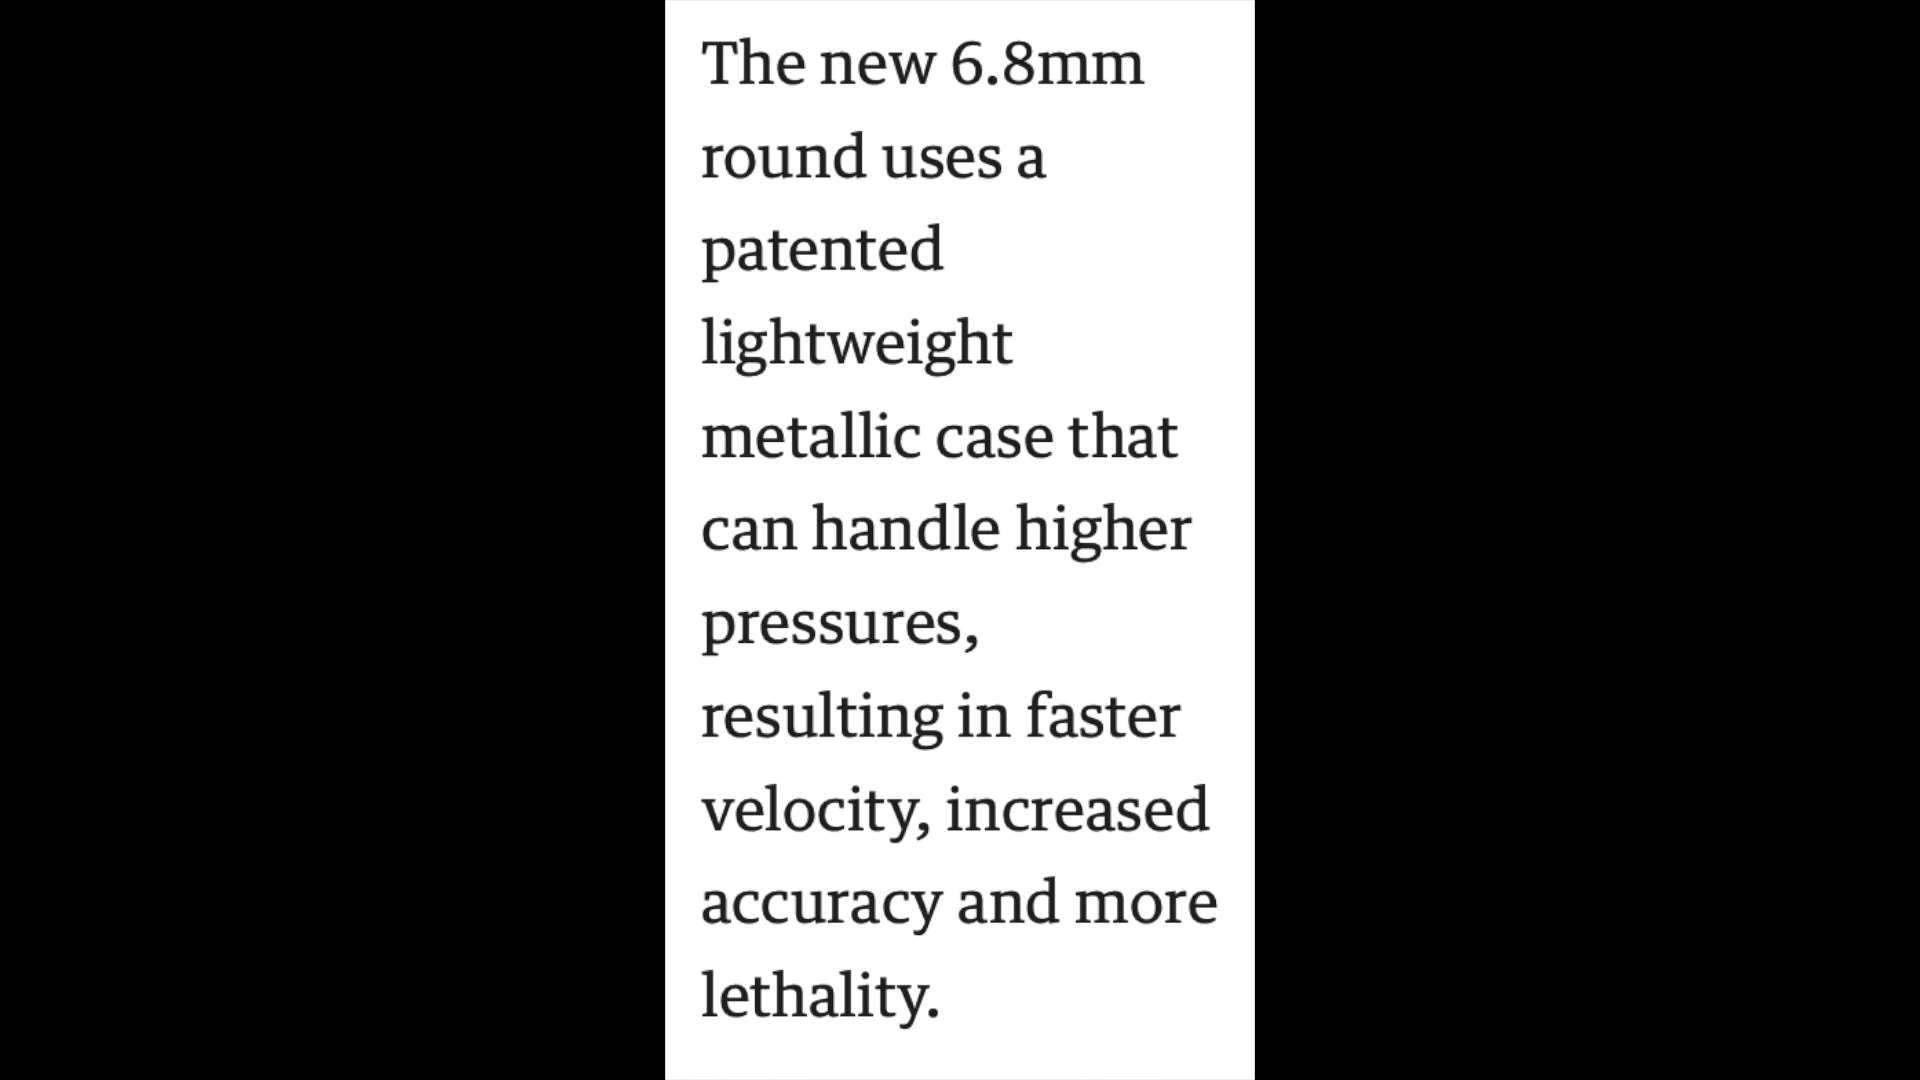 The new 6.8mm
round uses a
patented
lightweight
metallic case that
can handle higher
pressures,
resulting in faster
velocity, increased
accuracy and more
lethality.